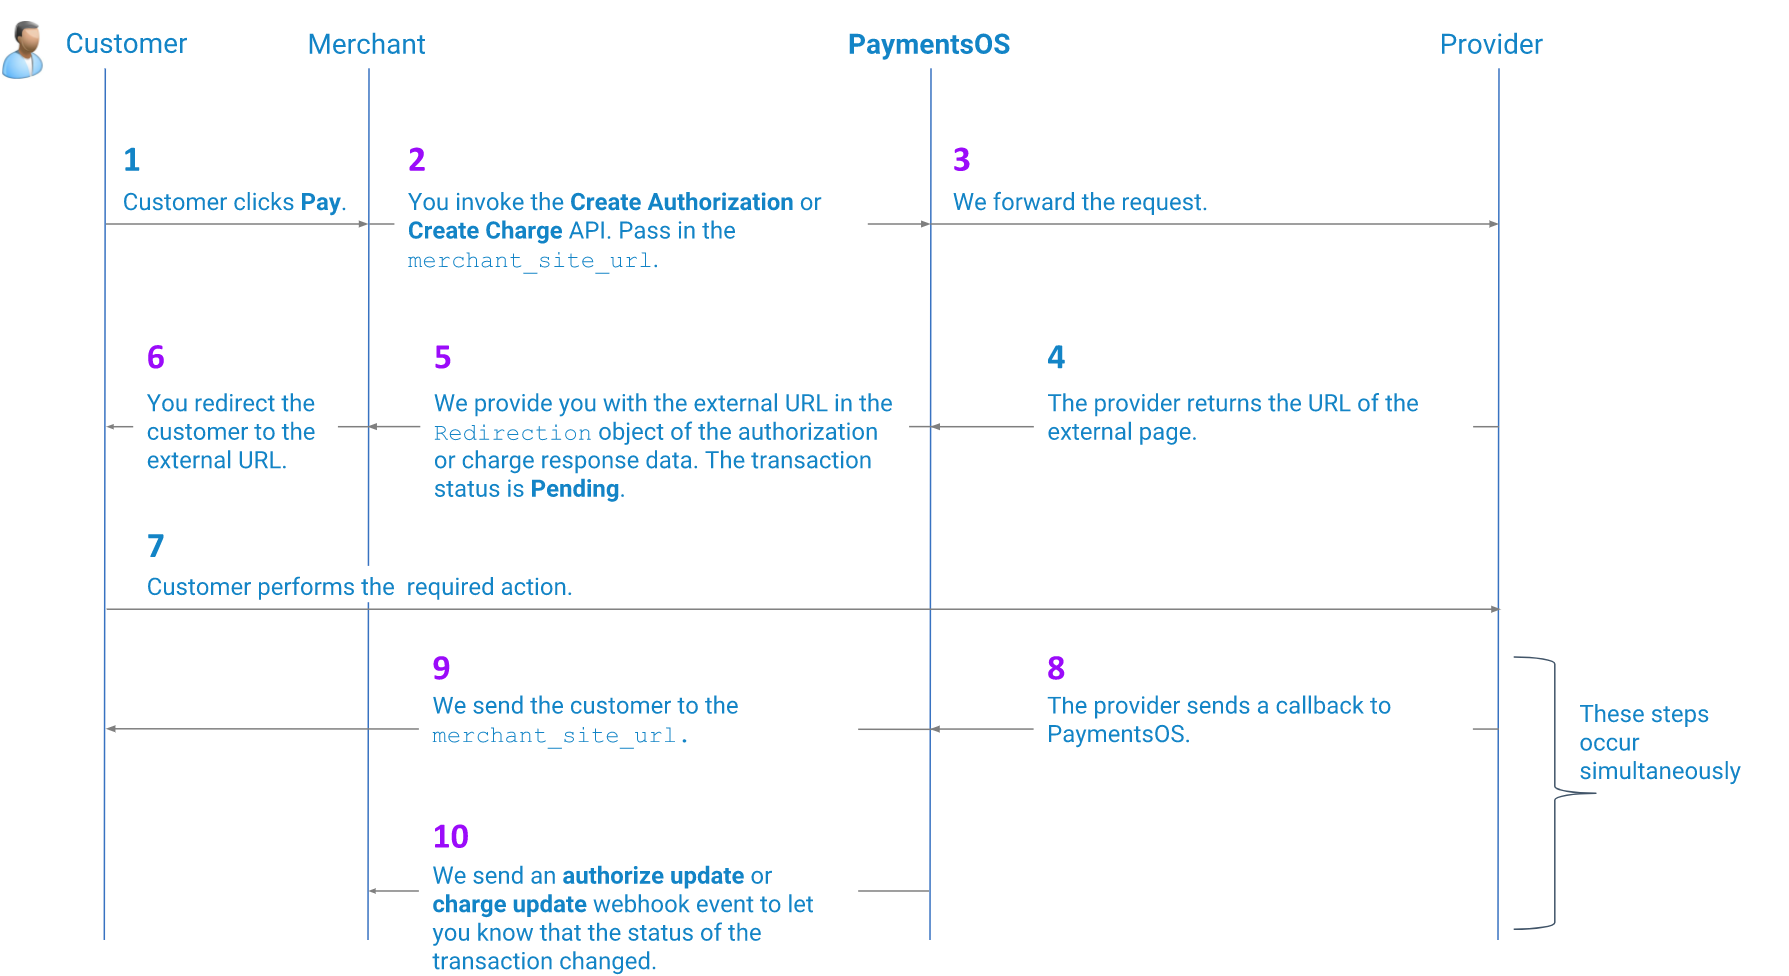 Customer
Merchant
PaymentsOS
Provider
1
Customer clicks Pay.
2
You invoke the Create Authorization or
Create Charge API. Pass in the
merchant_site_url.
3
We forward the request.
6
You redirect the
customer to the
external URL.
5
We provide you with the external URL in the
Redirection object of the authorization
or charge response data. The transaction
status is Pending.
4
The provider returns the URL of the
external page.
7
Customer performs the  required action.
9
We send the customer to the
merchant_site_url.
8
The provider sends a callback to
PaymentsOS.
These steps
occur
simultaneously
10
We send an authorize update or
charge update webhook event to let
you know that the status of the
transaction changed.